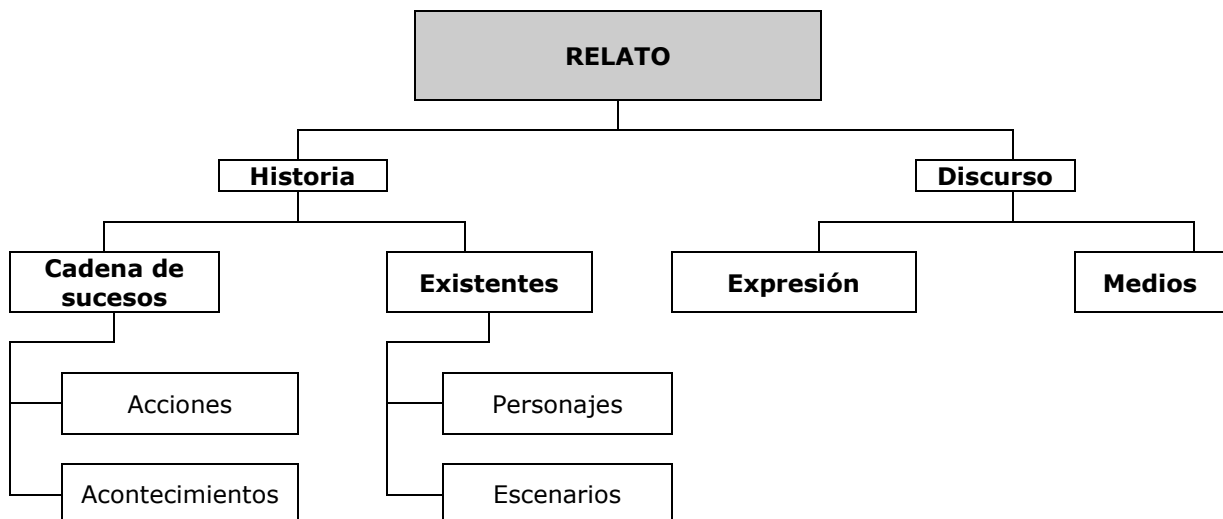 RELATO
Historia
Discurso
Cadena de
sucesos
Existentes
Expresión
Medios
Acciones
Personajes
Acontecimientos
Escenarios